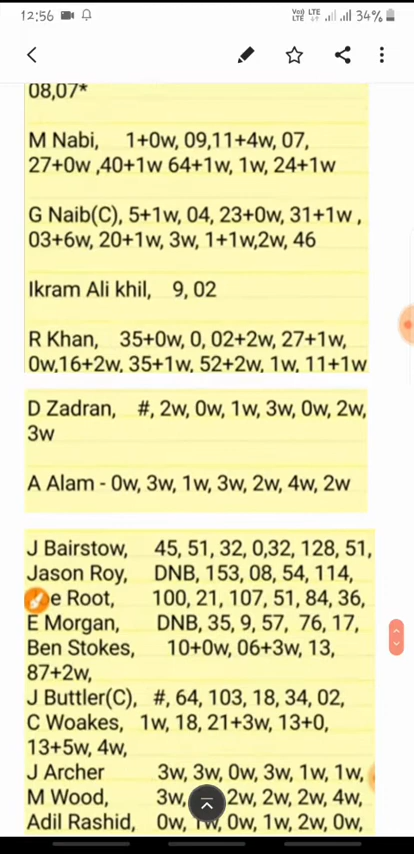 12:56
Vo)) LTE
LTE
34%
08,07*
M Nabi, 1+0w, 09,11+4w, 07,
27+0w ,40+1w 64+1w, 1w, 24+1w
G Naib(C), 5+1w, 04, 23+0w, 31+1w ,
03+6w, 20+1w, 3w, 1+1w,2w, 46
Ikram Ali khil, 9, 02
R Khan, 35+0w, 0, 02+2w, 27+1w,
0w,16+2w, 35+1w, 52+2w, 1w, 11+1w
D Zadran, #, 2w, 0w, 1w, 3w, 0w, 2w,
3w
A Alam - 0w, 3w, 1w, 3w, 2w, 4w, 2w
J Bairstow, 45, 51, 32, 0,32, 128, 51,
Jason Roy, DNB, 153, 08, 54, 114,
e Root, 100, 21, 107, 51, 84, 36,
E Morgan, DNB, 35, 9, 57, 76, 17,
Ben Stokes, 10+0w, 06+3w, 13,
87+2w,
J Buttler(C), #, 64, 103, 18, 34, 02,
C Woakes, 1w, 18, 21+3w, 13+0,
13+5w, 4w,
J Archer 3w, 3w, 0w, 3w, 1w, 1w,
M Wood, 3w, 2w, 2w, 2w, 4w,
Adil Rashid, 0w, 1w, 0w, 1w, 2w, 0w,